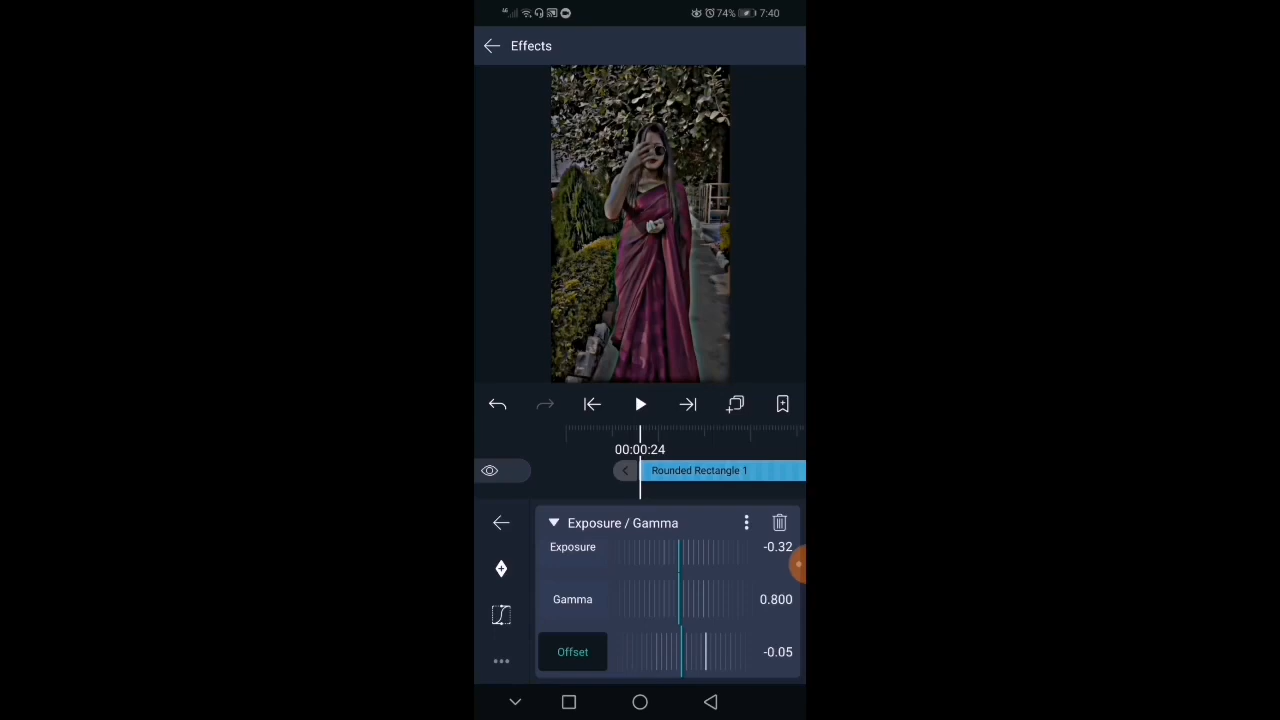 4G 74% 7:40
Effects
00:00:24
Rounded Rectangle 1
Exposure / Gamma
Exposure -0.32
Gamma 0.800
Offset -0.05